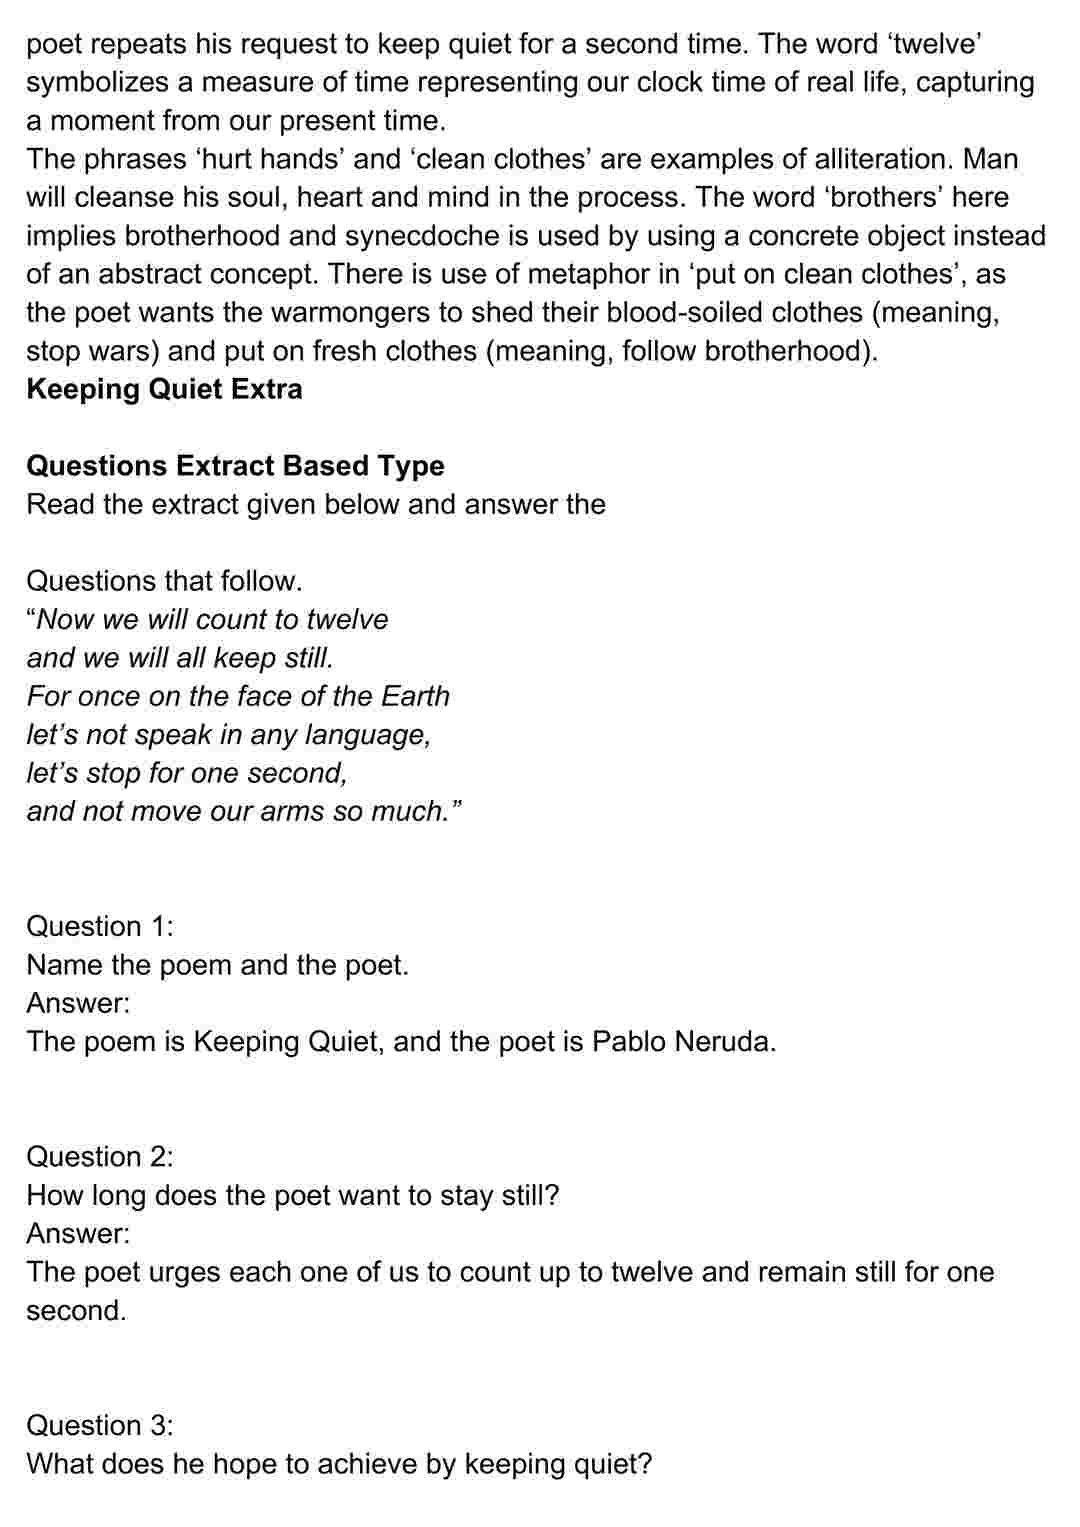 poet repeats his request to keep quiet for a second time. The word ‘twelve’
symbolizes a measure of time representing our clock time of real life, capturing
a moment from our present time.
The phrases ‘hurt hands’ and ‘clean clothes’ are examples of alliteration. Man
will cleanse his soul, heart and mind in the process. The word ‘brothers’ here
implies brotherhood and synecdoche is used by using a concrete object instead
of an abstract concept. There is use of metaphor in ‘put on clean clothes’, as
the poet wants the warmongers to shed their blood-soiled clothes (meaning,
stop wars) and put on fresh clothes (meaning, follow brotherhood).
Keeping Quiet Extra
Questions Extract Based Type
Read the extract given below and answer the
Questions that follow.
“Now we will count to twelve
and we will all keep still.
For once on the face of the Earth
let’s not speak in any language,
let’s stop for one second,
and not move our arms so much.”
Question 1:
Name the poem and the poet.
Answer:
The poem is Keeping Quiet, and the poet is Pablo Neruda.
Question 2:
How long does the poet want to stay still?
Answer:
The poet urges each one of us to count up to twelve and remain still for one
second.
Question 3:
What does he hope to achieve by keeping quiet?